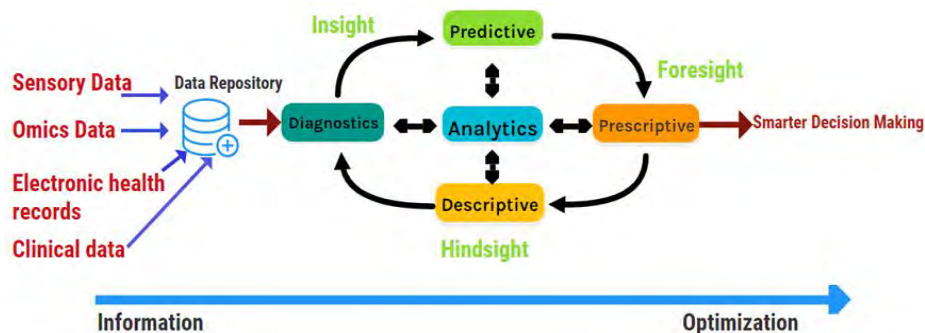 Insight
Predictive
Foresight
Sensory Data
Data Repository
Omics Data
Diagnostics
Analytics
Prescriptive
Smarter Decision Making
Electronic health
records
Descriptive
Clinical data
Hindsight
Information
Optimization